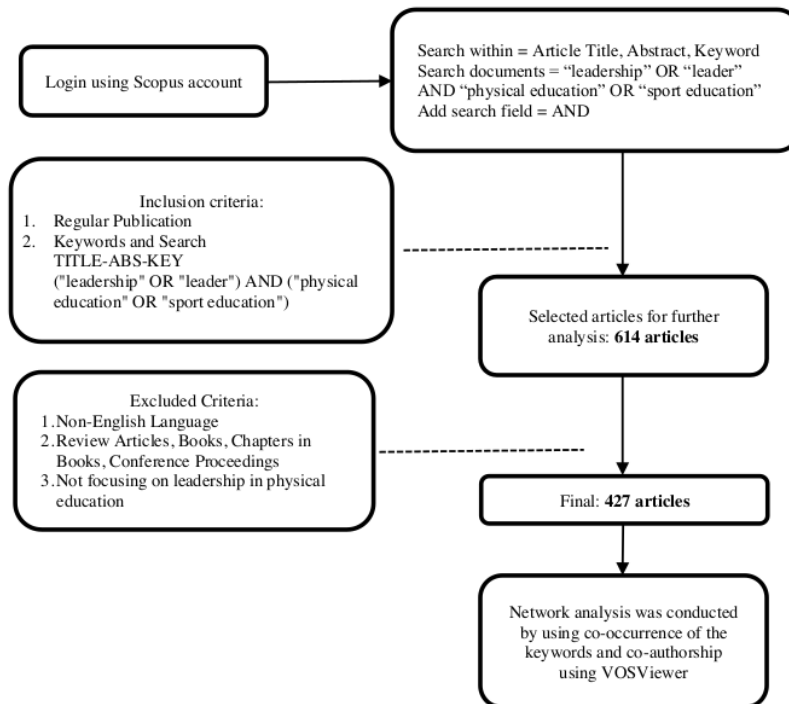 Login using Scopus account
Search within = Article Title, Abstract, Keyword
Search documents = “leadership” OR “leader”
AND “physical education” OR “sport education”
Add search field = AND
Inclusion criteria:
1. Regular Publication
2. Keywords and Search
TITLE-ABS-KEY
("leadership" OR "leader") AND ("physical
education" OR "sport education")
Selected articles for further
analysis: 614 articles
Excluded Criteria:
1.Non-English Language
2.Review Articles, Books, Chapters in
Books, Conference Proceedings
3.Not focusing on leadership in physical
education
Final: 427 articles
Network analysis was conducted
by using co-occurrence of the
keywords and co-authorship
using VOSViewer